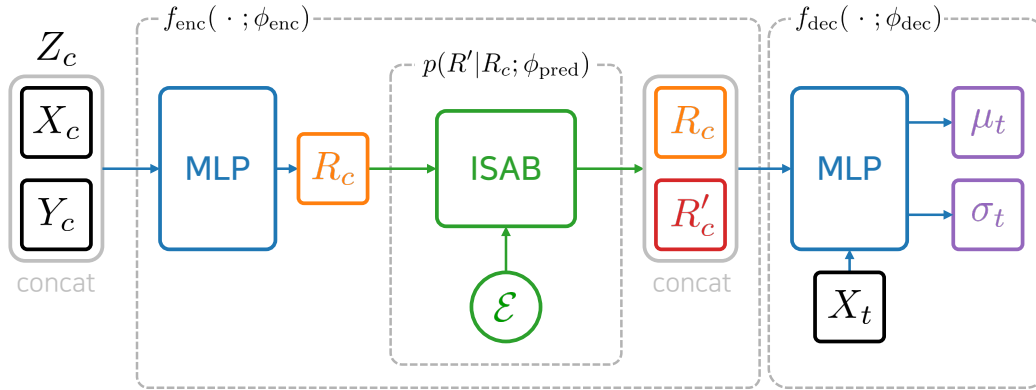 f_enc( · ; ϕ_enc)
f_dec( · ; ϕ_dec)
Z_c
p(R′|R_c; ϕ_pred)
X_c
Y_c
concat
MLP
R_c
ISAB
ℰ
R_c
R′_c
concat
MLP
X_t
μ_t
σ_t